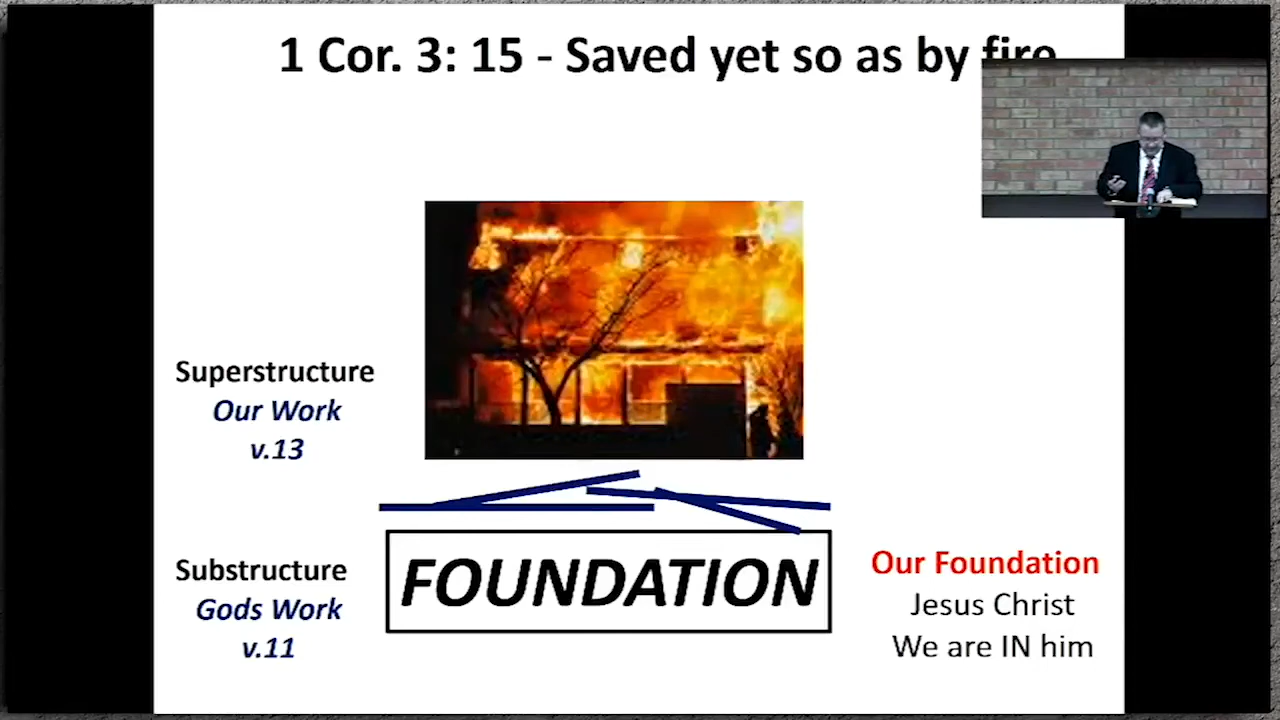 1 Cor. 3: 15 - Saved yet so as by fire
Superstructure
Our Work
v.13
FOUNDATION
Substructure
Gods Work
v.11
Our Foundation
Jesus Christ
We are IN him